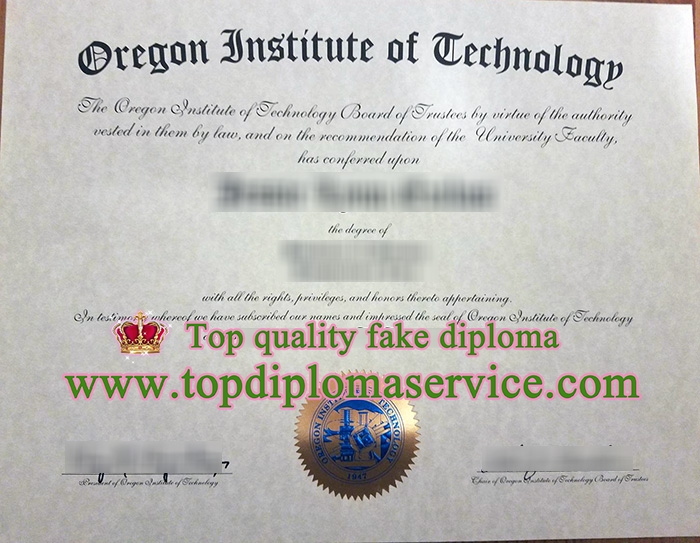 Oregon Institute of Technology
The Oregon Institute of Technology Board of Trustees by virtue of the authority
vested in them by law, and on the recommendation of the University Faculty,
has conferred upon
the degree of
with all the rights, privileges, and honors thereto appertaining.
In testimony whereof we have subscribed our names and impressed the seal of Oregon Institute of Technology
Top quality fake diploma
www.topdiplomaservice.com
OREGON INSTITUTE OF TECHNOLOGY
1947
President of Oregon Institute of Technology
Chair of Oregon Institute of Technology Board of Trustees